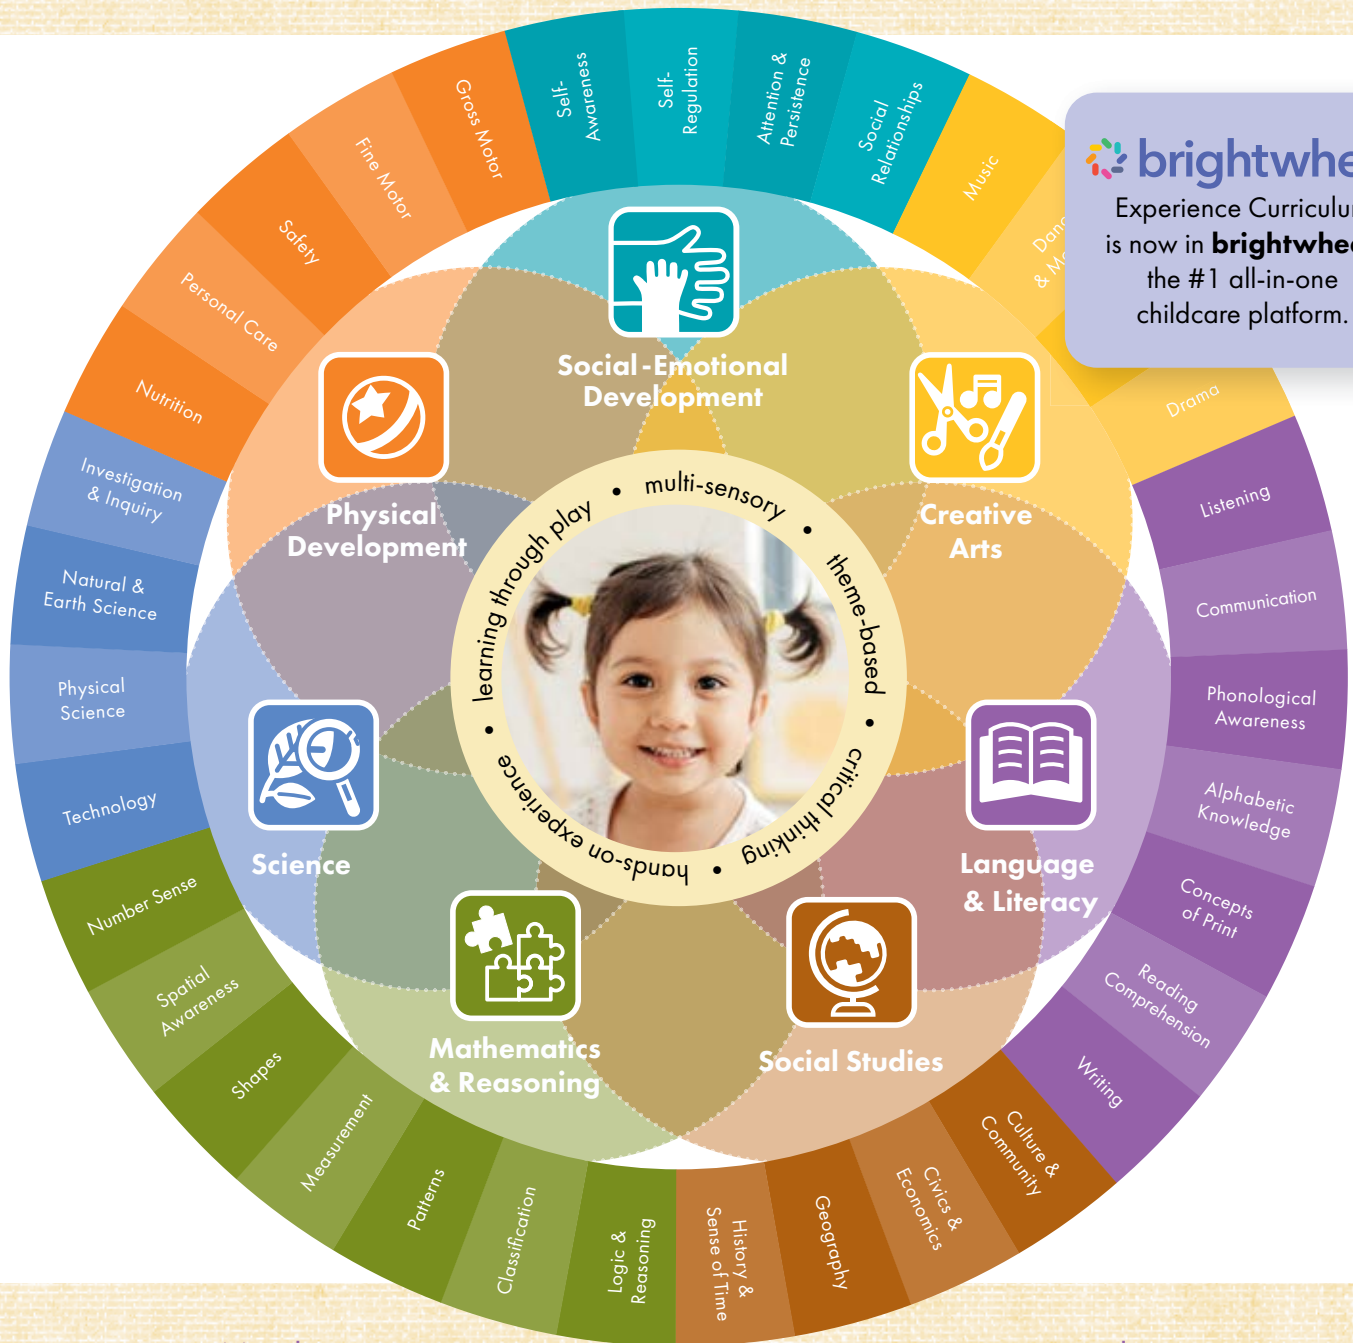 Self-
Awareness
Self-
Regulation
Attention &
Persistence
Social
Relationships
Music
& 
Drama
brightwhe
Experience Curriculu
is now in brightwhee
the #1 all-in-one
childcare platform.
Listening
Communication
Phonological
Awareness
Alphabetic
Knowledge
Concepts
of Print
Reading
Comprehension
Writing
Culture &
Community
Civics &
Economics
Geography
History &
Sense of Time
Logic &
Reasoning
Classification
Patterns
Measurement
Shapes
Spatial
Awareness
Number Sense
Technology
Physical
Science
Natural &
Earth Science
Investigation
& Inquiry
Nutrition
Personal Care
Safety
Fine Motor
Gross Motor
Social-Emotional
Development
Creative
Arts
Language
& Literacy
Social Studies
Mathematics
& Reasoning
Science
Physical
Development
learning through play • multi-sensory • theme-based • critical thinking • hands-on experience •